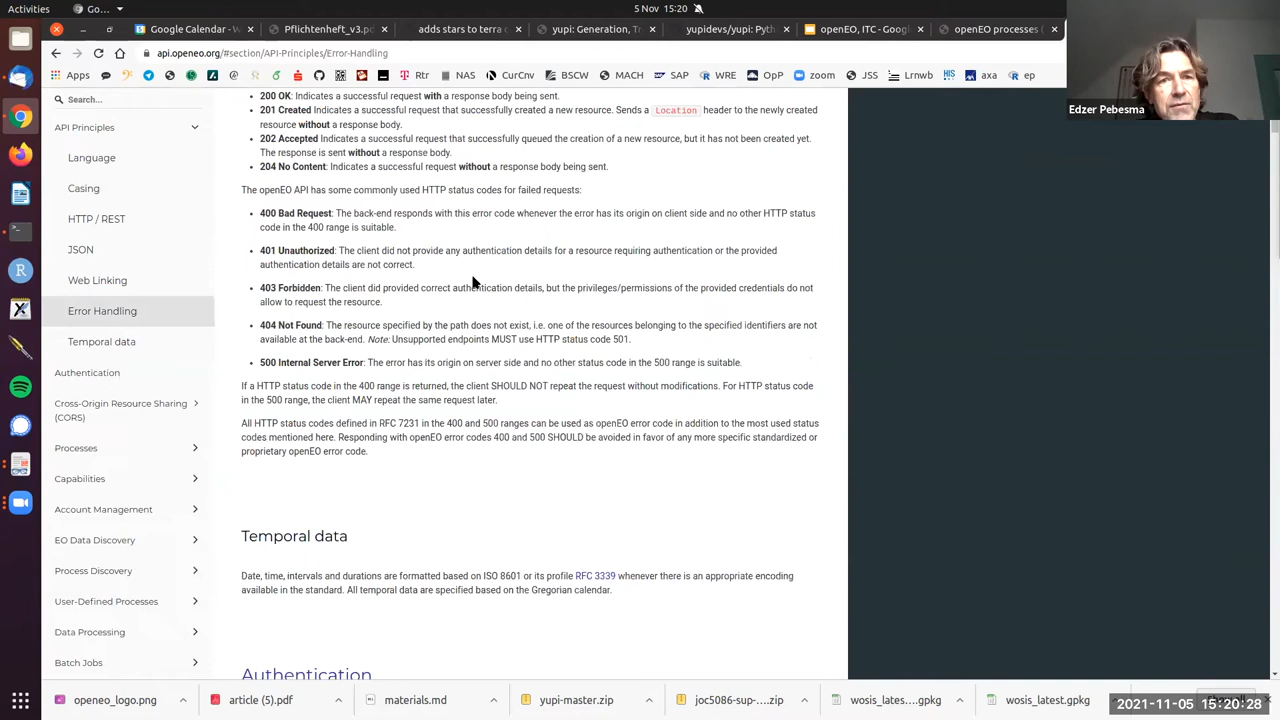 Activities
Go...
5 Nov 15:20
Google Calendar - W
Pflichtenheft_v3.pd
adds stars to terra c
yupi: Generation, Tr
yupidevs/yupi: Pyth
openEO, ITC - Goog
openEO processes (
api.openeo.org/#section/API-Principles/Error-Handling
Apps
Rtr
NAS
CurCnv
BSCW
MACH
SAP
WRE
OpP
zoom
JSS
Lrnwb
HIS
axa
ep
Edzer Pebesma
Search...
API Principles
Language
Casing
HTTP / REST
JSON
Web Linking
Error Handling
Temporal data
Authentication
Cross-Origin Resource Sharing
(CORS)
Processes
Capabilities
Account Management
EO Data Discovery
Process Discovery
User-Defined Processes
Data Processing
Batch Jobs
200 OK: Indicates a successful request with a response body being sent.
201 Created Indicates a successful request that successfully created a new resource. Sends a Location header to the newly created
resource without a response body.
202 Accepted Indicates a successful request that successfully queued the creation of a new resource, but it has not been created yet.
The response is sent without a response body.
204 No Content: Indicates a successful request without a response body being sent.
The openEO API has some commonly used HTTP status codes for failed requests:
400 Bad Request: The back-end responds with this error code whenever the error has its origin on client side and no other HTTP status
code in the 400 range is suitable.
401 Unauthorized: The client did not provide any authentication details for a resource requiring authentication or the provided
authentication details are not correct.
403 Forbidden: The client did provided correct authentication details, but the privileges/permissions of the provided credentials do not
allow to request the resource.
404 Not Found: The resource specified by the path does not exist, i.e. one of the resources belonging to the specified identifiers are not
available at the back-end. Note: Unsupported endpoints MUST use HTTP status code 501.
500 Internal Server Error: The error has its origin on server side and no other status code in the 500 range is suitable.
If a HTTP status code in the 400 range is returned, the client SHOULD NOT repeat the request without modifications. For HTTP status code
in the 500 range, the client MAY repeat the same request later.
All HTTP status codes defined in RFC 7231 in the 400 and 500 ranges can be used as openEO error code in addition to the most used status
codes mentioned here. Responding with openEO error codes 400 and 500 SHOULD be avoided in favor of any more specific standardized or
proprietary openEO error code.
Temporal data
Date, time, intervals and durations are formatted based on ISO 8601 or its profile RFC 3339 whenever there is an appropriate encoding
available in the standard. All temporal data are specified based on the Gregorian calendar.
Authentication
openeo_logo.png
article (5).pdf
materials.md
yupi-master.zip
joc5086-sup-....zip
wosis_lates....gpkg
wosis_latest.gpkg
2021-11-05 15:20:28